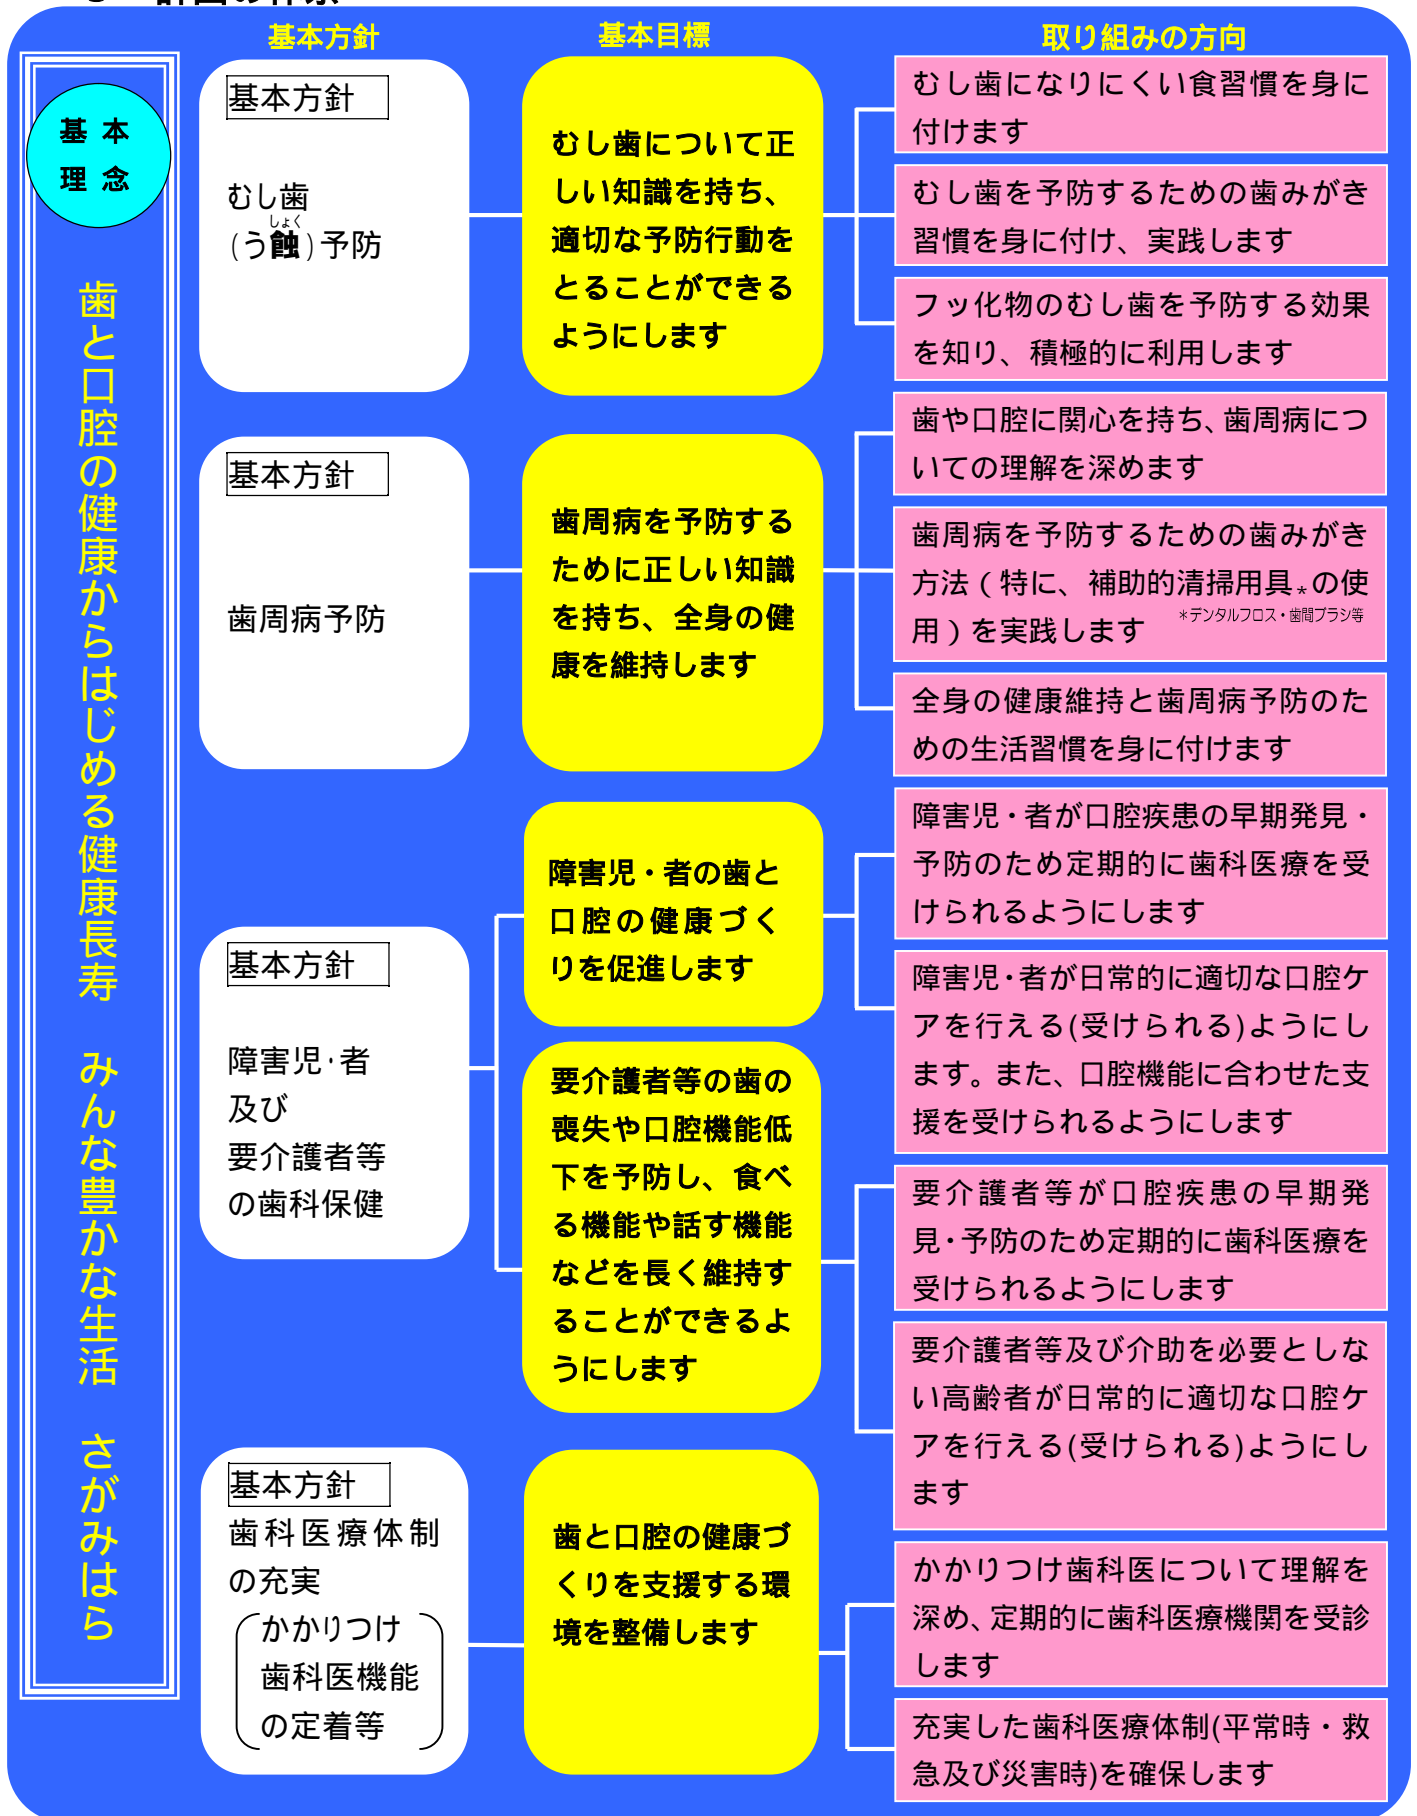 基本方針
基本目標
取り組みの方向
基本
理念
歯と口腔の健康からはじめる健康長寿　みんな豊かな生活　さがみはら
基本方針
むし歯
しょく
(う蝕)予防
むし歯について正
しい知識を持ち、
適切な予防行動を
とることができる
ようにします
むし歯になりにくい食習慣を身に
付けます
むし歯を予防するための歯みがき
習慣を身に付け、実践します
フッ化物のむし歯を予防する効果
を知り、積極的に利用します
基本方針
歯周病予防
歯周病を予防する
ために正しい知識
を持ち、全身の健
康を維持します
歯や口腔に関心を持ち、歯周病につ
いての理解を深めます
歯周病を予防するための歯みがき
方法（特に、補助的清掃用具*の使
用）を実践します
*デンタルフロス・歯間ブラシ等
全身の健康維持と歯周病予防のた
めの生活習慣を身に付けます
基本方針
障害児・者
及び
要介護者等
の歯科保健
障害児・者の歯と
口腔の健康づく
りを促進します
障害児・者が口腔疾患の早期発見・
予防のため定期的に歯科医療を受
けられるようにします
障害児・者が日常的に適切な口腔ケ
アを行える(受けられる)ようにし
ます。また、口腔機能に合わせた支
援を受けられるようにします
要介護者等の歯の
喪失や口腔機能低
下を予防し、食べ
る機能や話す機能
などを長く維持す
ることができるよ
うにします
要介護者等が口腔疾患の早期発
見・予防のため定期的に歯科医療を
受けられるようにします
要介護者等及び介助を必要としな
い高齢者が日常的に適切な口腔ケ
アを行える(受けられる)ようにし
ます
基本方針
歯科医療体制
の充実
かかりつけ
歯科医機能
の定着等
歯と口腔の健康づ
くりを支援する環
境を整備します
かかりつけ歯科医について理解を
深め、定期的に歯科医療機関を受診
します
充実した歯科医療体制(平常時・救
急及び災害時)を確保します